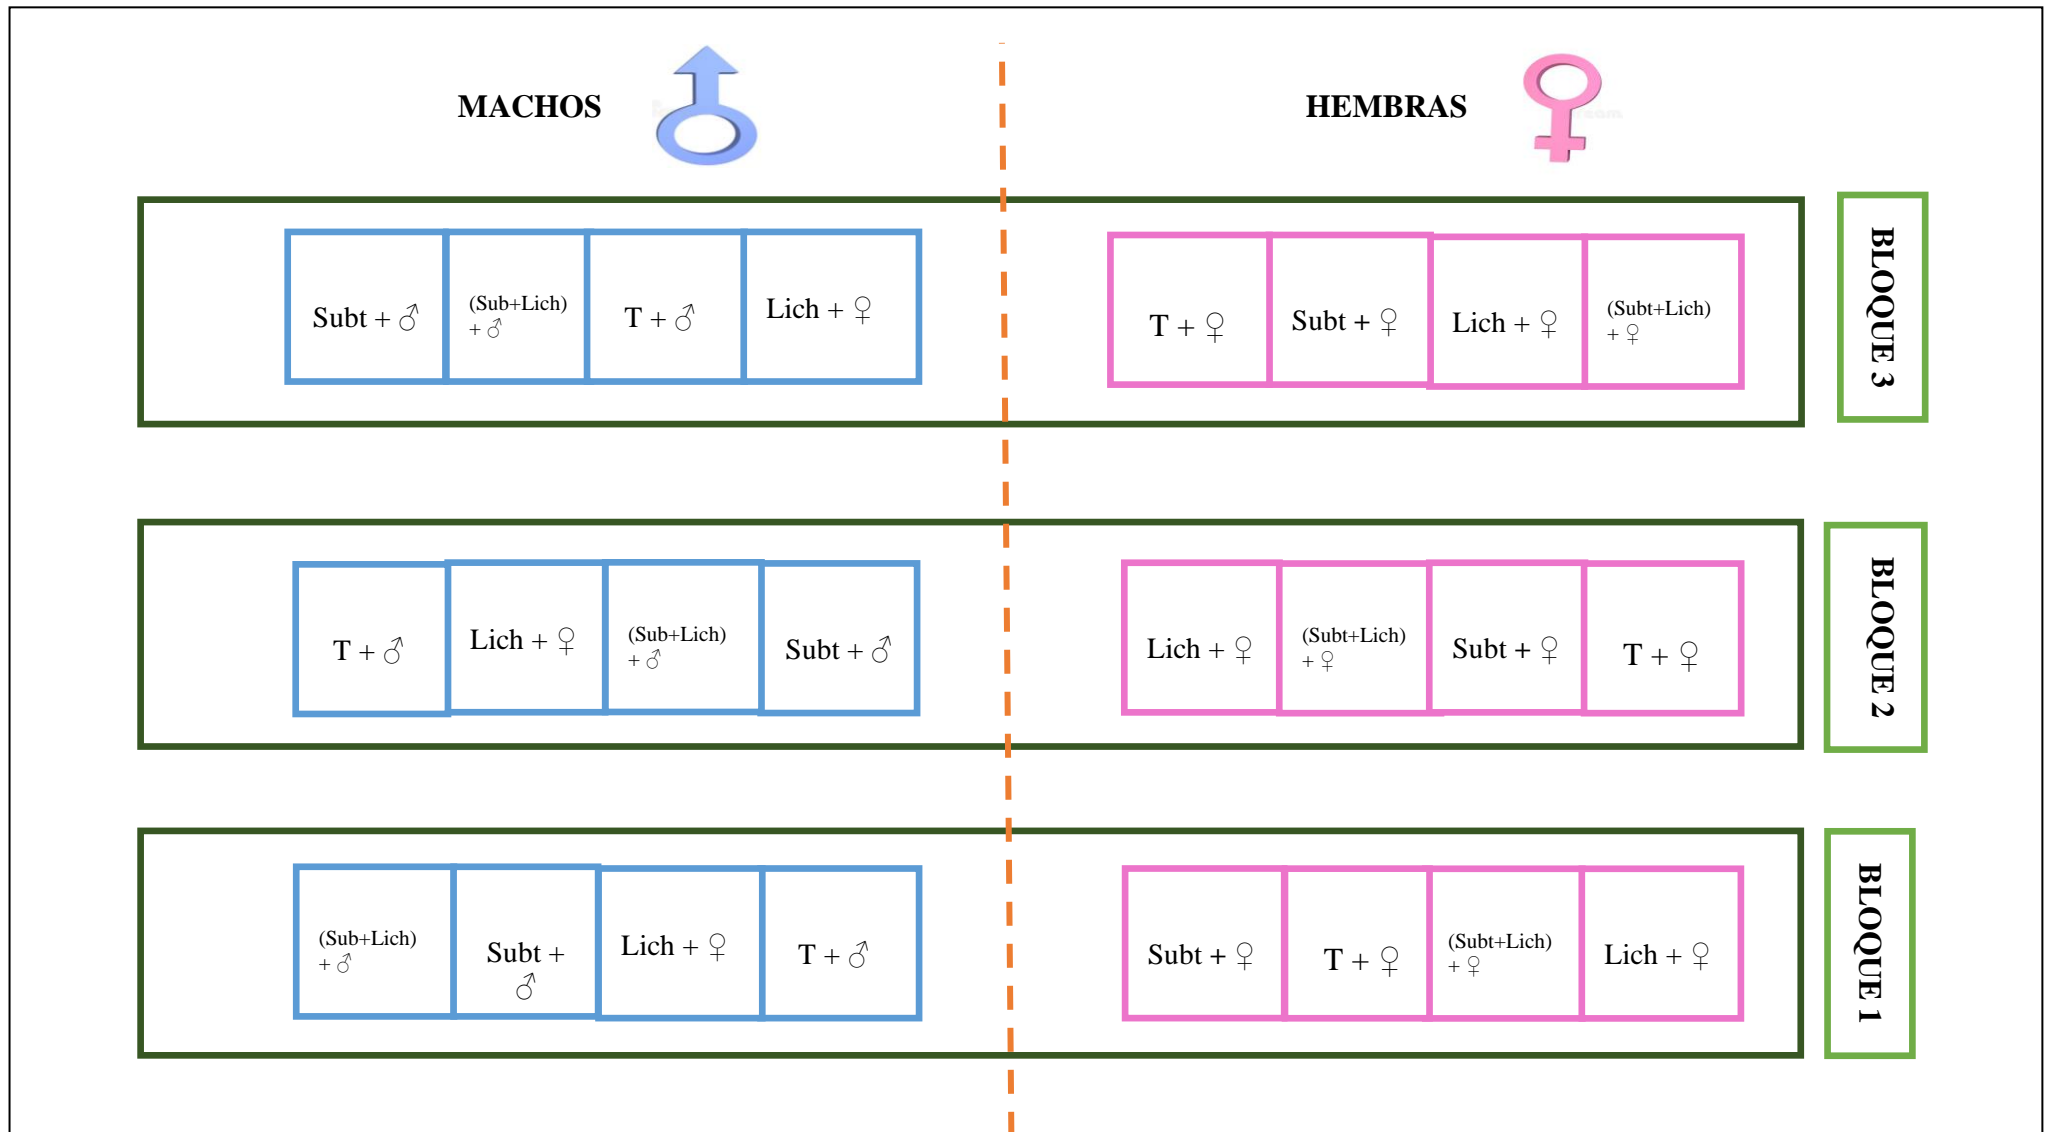 MACHOS
HEMBRAS
Subt + ♂
(Sub+Lich)
+ ♂
T + ♂
Lich + ♀
T + ♀
Subt + ♀
Lich + ♀
(Subt+Lich)
+ ♀
BLOQUE 3
T + ♂
Lich + ♀
(Sub+Lich)
+ ♂
Subt + ♂
Lich + ♀
(Subt+Lich)
+ ♀
Subt + ♀
T + ♀
BLOQUE 2
(Sub+Lich)
+ ♂
Subt +
♂
Lich + ♀
T + ♂
Subt + ♀
T + ♀
(Subt+Lich)
+ ♀
Lich + ♀
BLOQUE 1